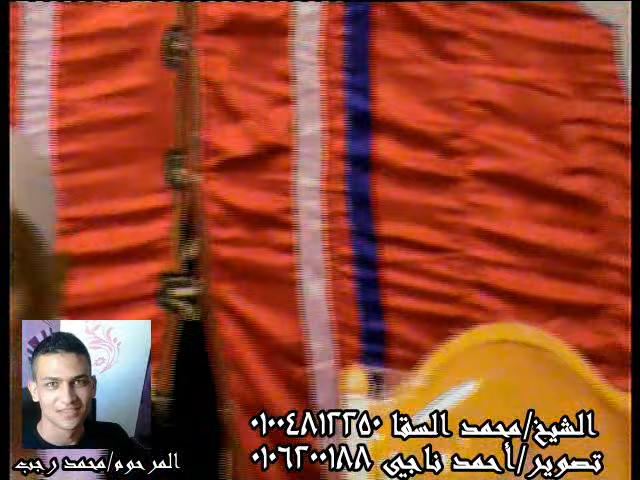 الشيخ/محمد السقا ٠١٠٠٤٨١٢٢٥٠
تصوير/أحمد ناجي ٠١٠٦٢٠٠١٨٨
المرحوم/محمد رجب